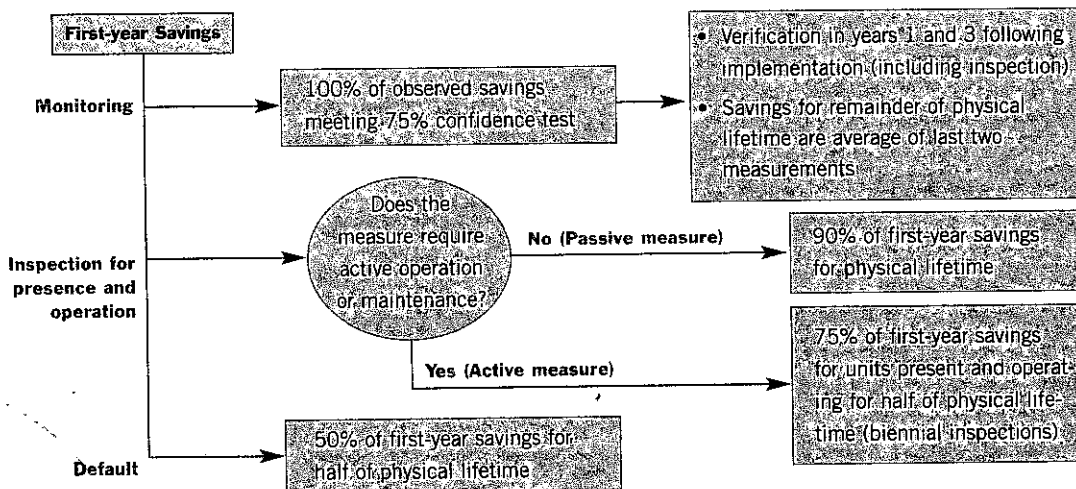 First-year Savings
Monitoring
100% of observed savings
meeting 75% confidence test
• Verification in years 1 and 3 following
implementation (including inspection)
• Savings for remainder of physical
lifetime are average of last two
measurements
Inspection for
presence and
operation
Does the
measure require
active operation
or maintenance?
No (Passive measure)
90% of first-year savings
for physical lifetime
Yes (Active measure)
75% of first-year savings
for units present and operat-
ing for half of physical life-
time (biennial inspections)
Default
50% of first-year savings for
half of physical lifetime